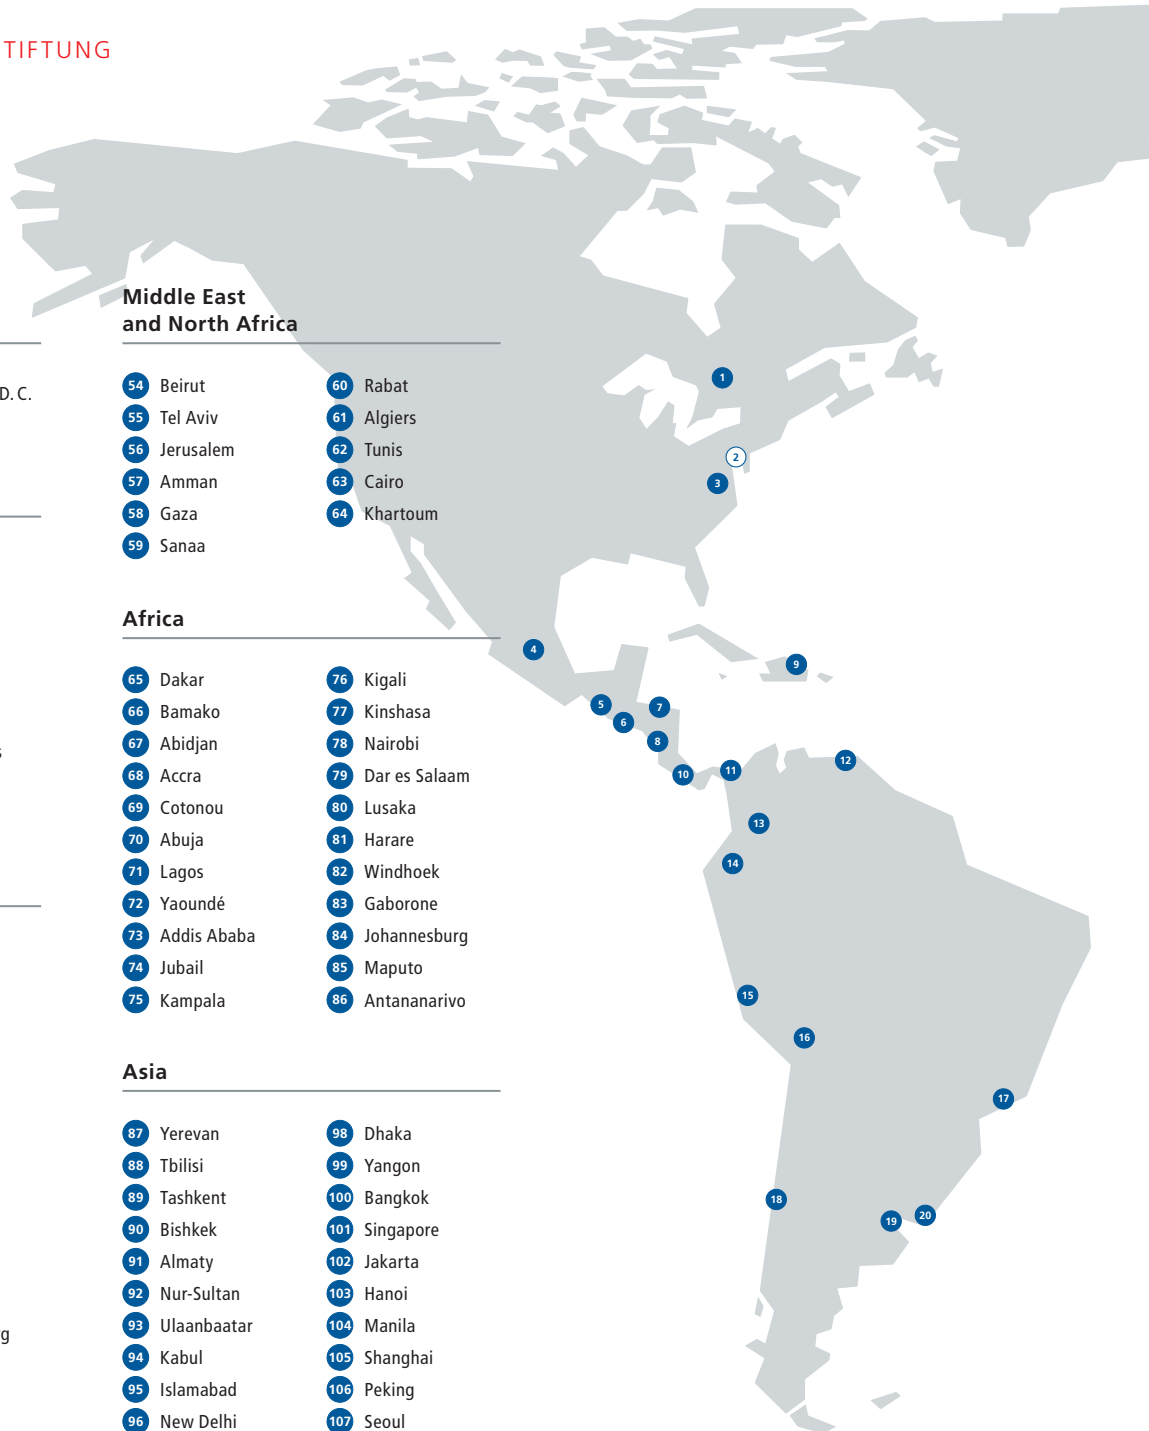 TIFTUNG
D. C.
s
g
Middle East
and North Africa
54 Beirut
55 Tel Aviv
56 Jerusalem
57 Amman
58 Gaza
59 Sanaa
60 Rabat
61 Algiers
62 Tunis
63 Cairo
64 Khartoum
Africa
65 Dakar
66 Bamako
67 Abidjan
68 Accra
69 Cotonou
70 Abuja
71 Lagos
72 Yaoundé
73 Addis Ababa
74 Jubail
75 Kampala
76 Kigali
77 Kinshasa
78 Nairobi
79 Dar es Salaam
80 Lusaka
81 Harare
82 Windhoek
83 Gaborone
84 Johannesburg
85 Maputo
86 Antananarivo
Asia
87 Yerevan
88 Tbilisi
89 Tashkent
90 Bishkek
91 Almaty
92 Nur-Sultan
93 Ulaanbaatar
94 Kabul
95 Islamabad
96 New Delhi
98 Dhaka
99 Yangon
100 Bangkok
101 Singapore
102 Jakarta
103 Hanoi
104 Manila
105 Shanghai
106 Peking
107 Seoul
1
2
3
4
5
6
7
8
9
10
11
12
13
14
15
16
17
18
19
20